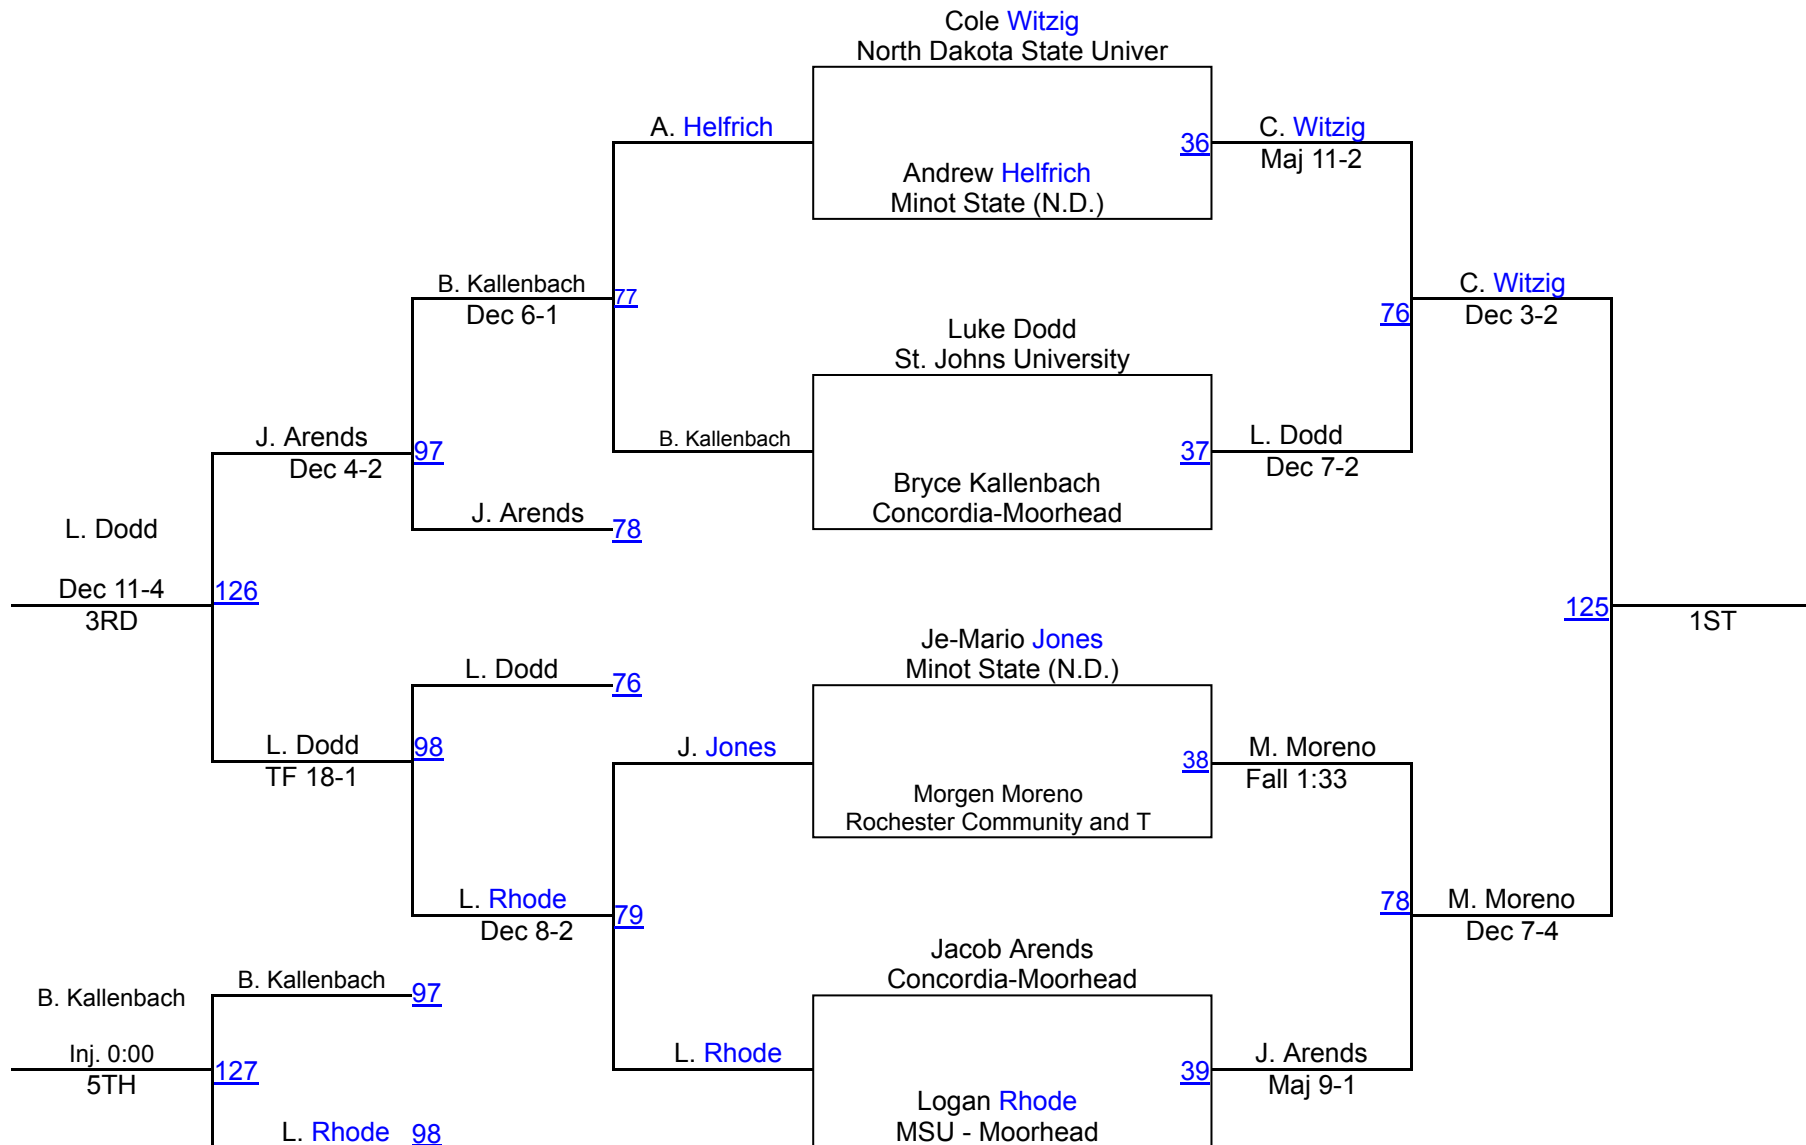 Cole Witzig
North Dakota State Univer
A. Helfrich
36
C. Witzig
Maj 11-2
Andrew Helfrich
Minot State (N.D.)
B. Kallenbach
Dec 6-1
77
C. Witzig
Dec 3-2
76
Luke Dodd
St. Johns University
J. Arends
Dec 4-2
97
B. Kallenbach
37
L. Dodd
Dec 7-2
Bryce Kallenbach
Concordia-Moorhead
J. Arends
78
L. Dodd
Dec 11-4
3RD
126
125
1ST
Je-Mario Jones
Minot State (N.D.)
L. Dodd
76
L. Dodd
TF 18-1
98
J. Jones
38
M. Moreno
Fall 1:33
Morgen Moreno
Rochester Community and T
L. Rhode
Dec 8-2
79
78
M. Moreno
Dec 7-4
Jacob Arends
Concordia-Moorhead
B. Kallenbach
97
B. Kallenbach
Inj. 0:00
5TH
127
L. Rhode
39
J. Arends
Maj 9-1
Logan Rhode
MSU - Moorhead
L. Rhode
98